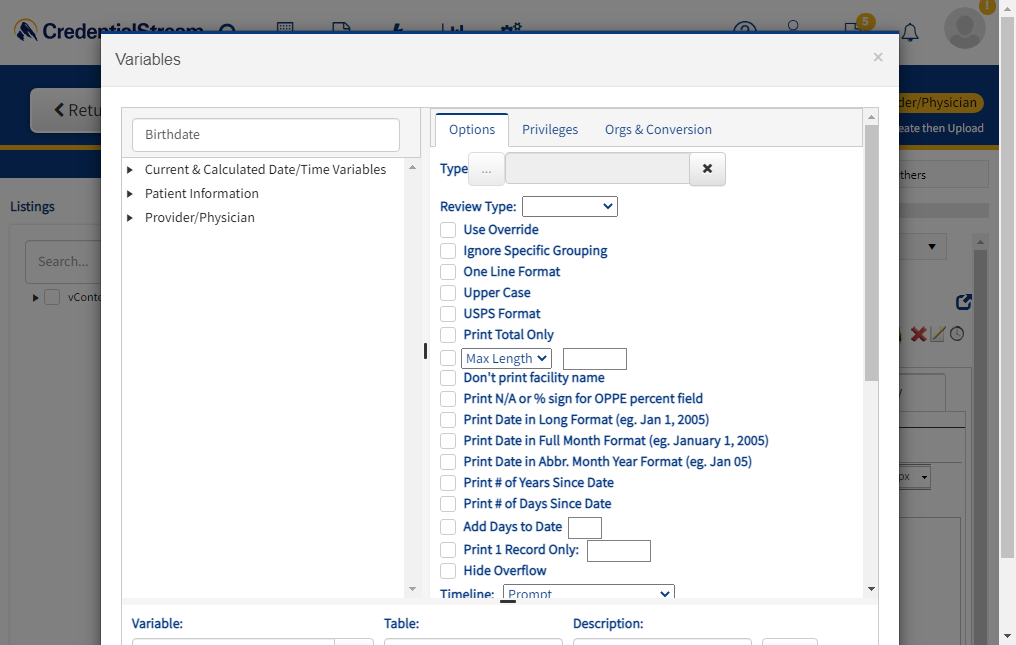 CredentialStream
5
!
Variables
×
Retu
der/Physician
eate then Upload
Birthdate
Options
Privileges
Orgs & Conversion
Current & Calculated Date/Time Variables
Patient Information
Provider/Physician
Type
...
thers
Listings
Review Type:
Use Override
Ignore Specific Grouping
Search...
One Line Format
Upper Case
vConte
USPS Format
Print Total Only
Max Length
Don't print facility name
Print N/A or % sign for OPPE percent field
Print Date in Long Format (eg. Jan 1, 2005)
Print Date in Full Month Format (eg. January 1, 2005)
Print Date in Abbr. Month Year Format (eg. Jan 05)
px
Print # of Years Since Date
Print # of Days Since Date
Add Days to Date
Print 1 Record Only:
Hide Overflow
Timeline:
Prompt
Variable:
Table:
Description: